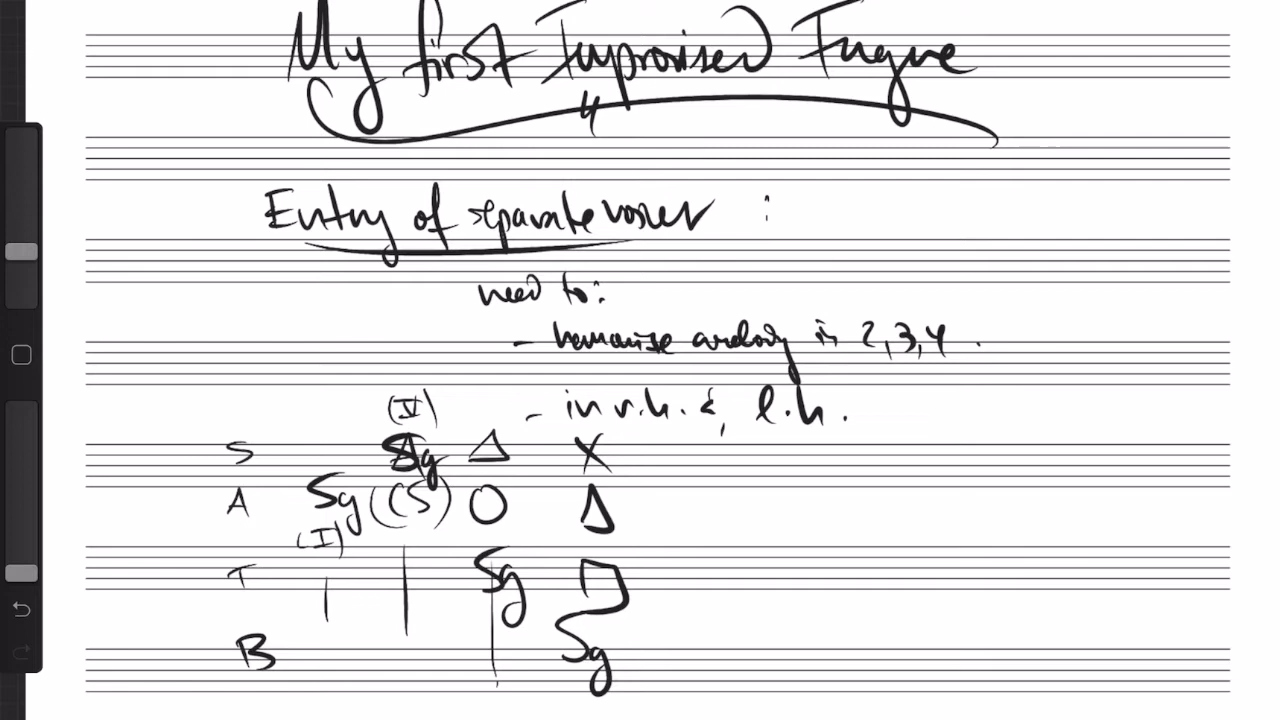 My first Improvised Fugue
Entry of separate voices :
need to:
- harmonise melody in 2, 3, 4.
- in r.h. & l.h.
(V)
S Sg Δ X
A Sg (CS) O Δ
(I)
T Sg
B Sg